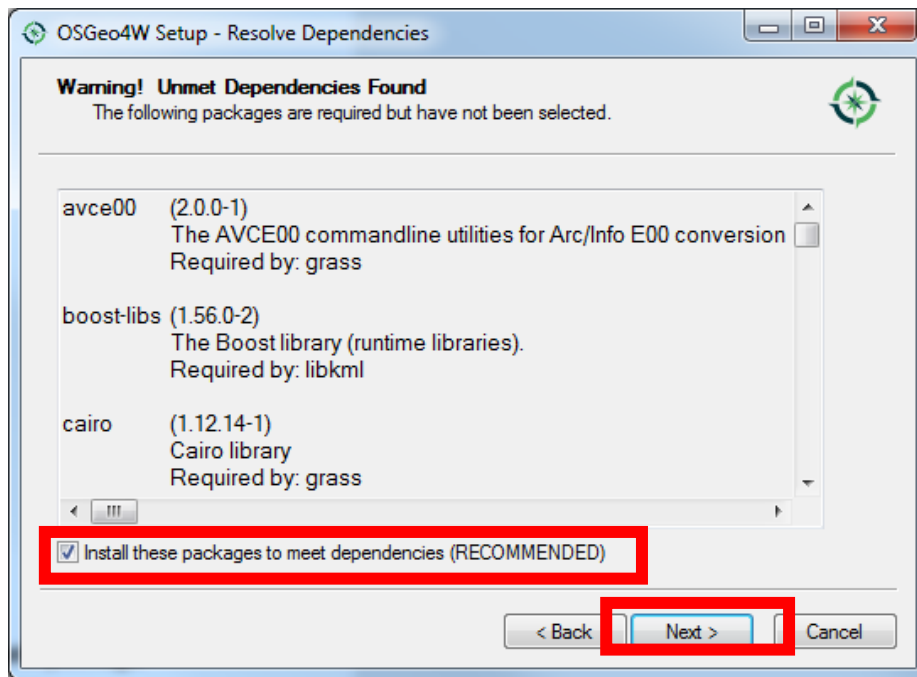 OSGeo4W Setup - Resolve Dependencies
Warning! Unmet Dependencies Found
The following packages are required but have not been selected.
avce00 (2.0.0-1)
The AVCE00 commandline utilities for Arc/Info E00 conversion
Required by: grass
boost-libs (1.56.0-2)
The Boost library (runtime libraries).
Required by: libkml
cairo (1.12.14-1)
Cairo library
Required by: grass
Install these packages to meet dependencies (RECOMMENDED)
< Back Next > Cancel